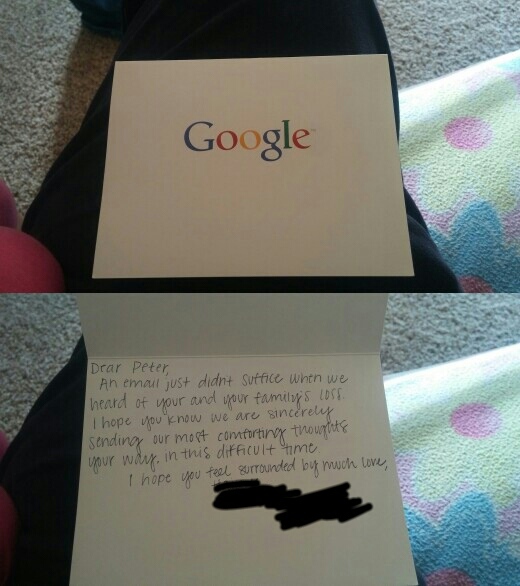 Google™
Dear Peter,
An email just didnt suffice when we
heard of your and your family's loss.
I hope you know we are sincerely
sending our most comforting thoughts
your way, in this difficult time
I hope you feel surrounded by much love,